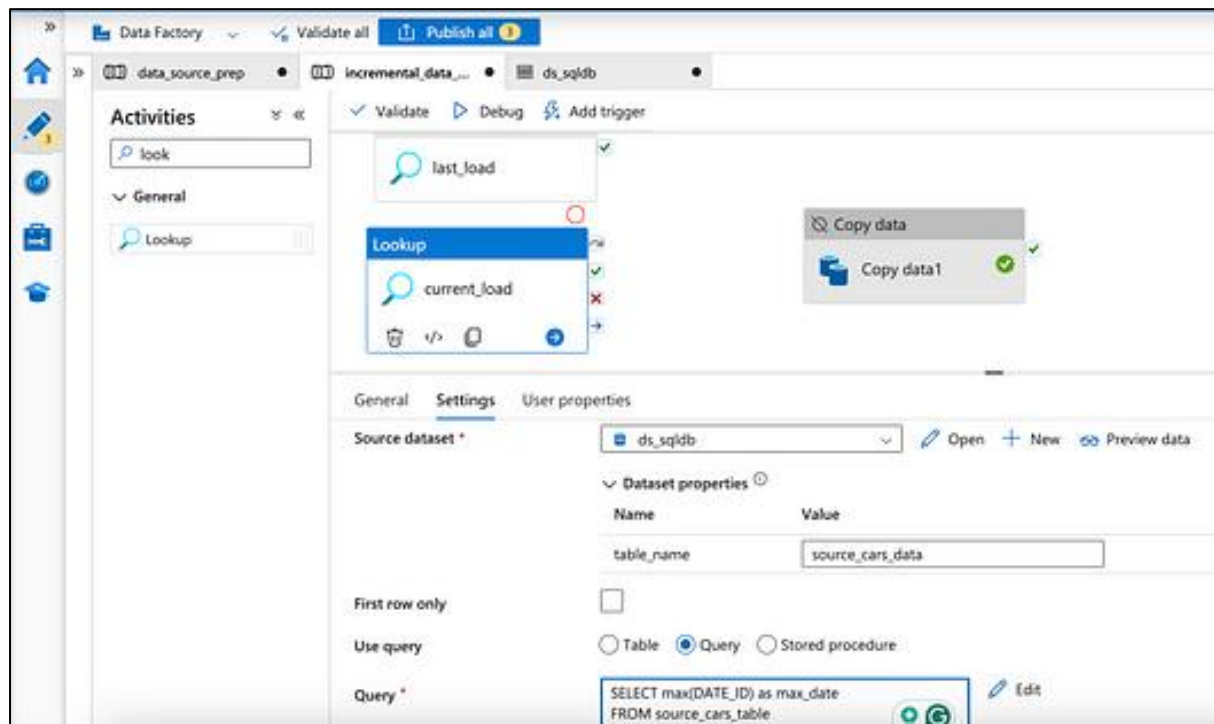 Data Factory
Validate all
Publish all 3
data_source_prep
incremental_data_...
ds_sqldb
Activities
Validate
Debug
Add trigger
look
General
Lookup
last_load
Lookup
current_load
Copy data
Copy data1
General
Settings
User properties
Source dataset *
ds_sqldb
Open
New
Preview data
Dataset properties
Name
Value
table_name
source_cars_data
First row only
Use query
Table
Query
Stored procedure
Query *
SELECT max(DATE_ID) as max_date
FROM source_cars_table
Edit